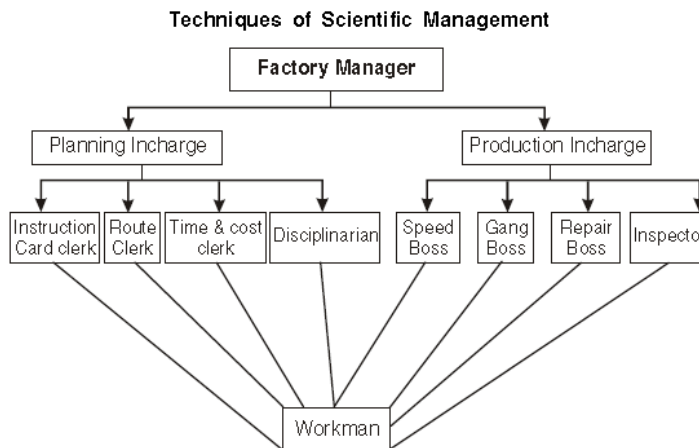 Techniques of Scientific Management
Factory Manager
Planning Incharge
Production Incharge
Instruction
Card clerk
Route
Clerk
Time & cost
clerk
Disciplinarian
Speed
Boss
Gang
Boss
Repair
Boss
Inspecto
Workman